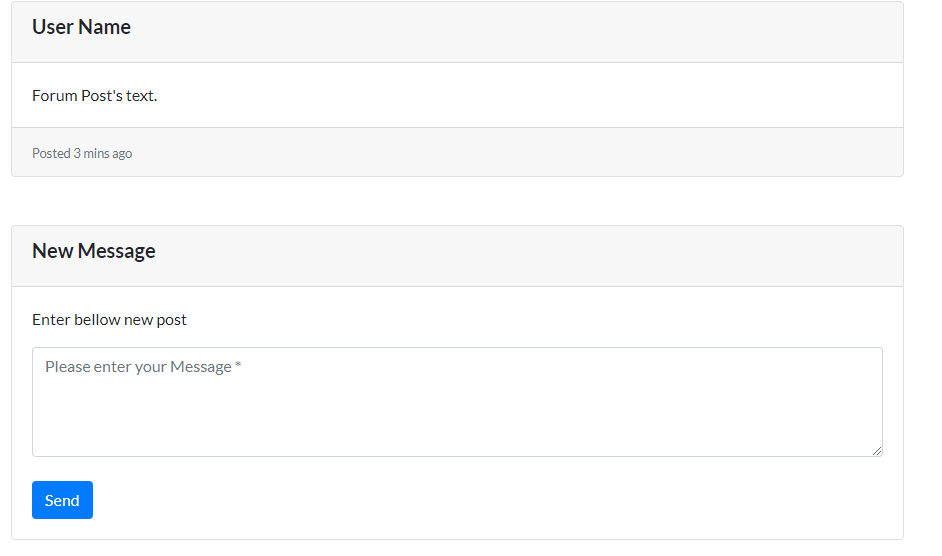 User Name
Forum Post's text.
Posted 3 mins ago
New Message
Enter bellow new post
Please enter your Message *
Send